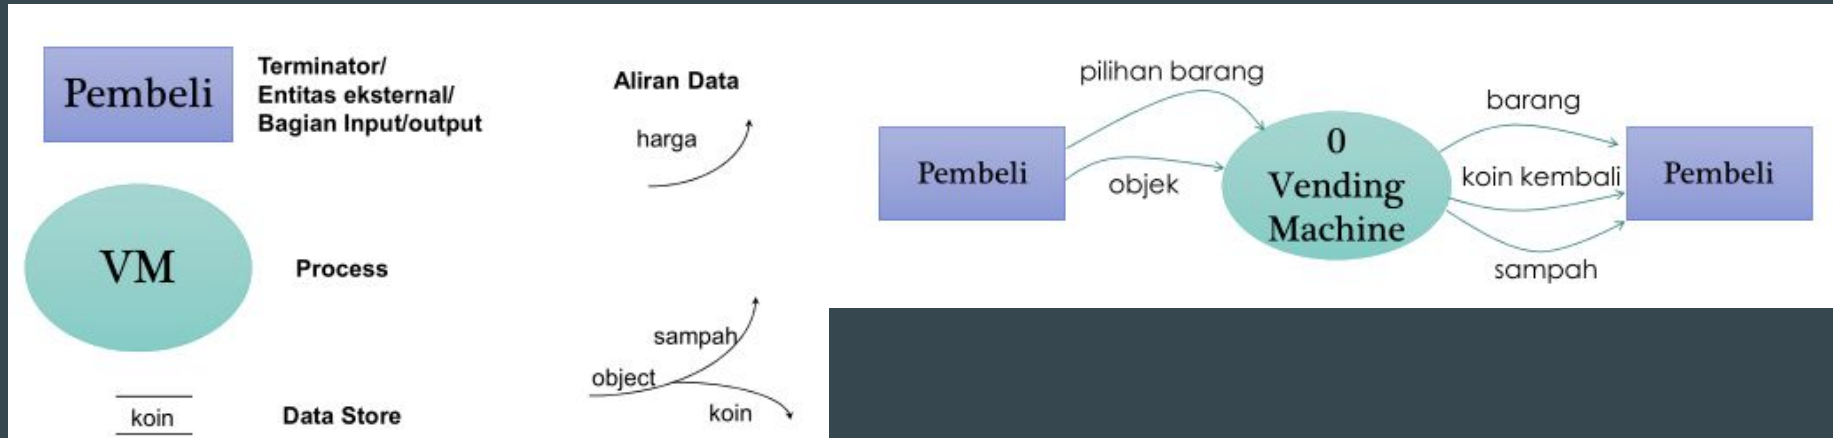 Pembeli
Terminator/
Entitas eksternal/
Bagian Input/output
VM
Process
koin
Data Store
Aliran Data
harga
sampah
object
koin
pilihan barang
Pembeli
objek
0
Vending
Machine
barang
koin kembali
Pembeli
sampah